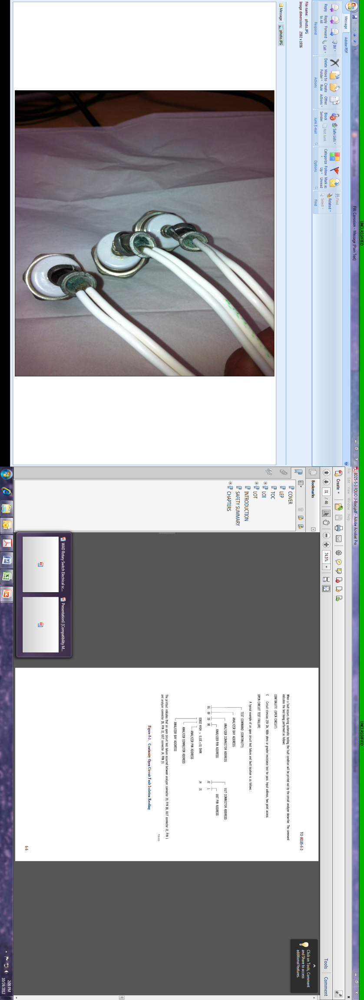 UNCLASSIFIED
FW: Corrosion - Message (Plain Text)
Message
Adobe PDF
Reply
Reply to All
Forward
IM
Call
Respond
Delete
Move to Folder
Create Rule
Other Actions
Actions
Block Sender
Safe Lists
Not Junk
Junk E-mail
Categorize
Follow Up
Mark as Unread
Options
Find
Related
Select
Find
File name: photo.JPG
Image dimensions: 2592 x 1936
Message
photo.JPG
UNCLASSIFIED
8D25-5-3 FOUO (J-Box).pdf - Adobe Acrobat Pro
File Edit View Window Help
Create
31 / 46
74.5%
Tools
Comment
Bookmarks
COVER
LEP
TOC
LOI
LOT
INTRODUCTION
SAFETY SUMMARY
CHAPTERS
Click on Tools, Comment
and Share to access
additional features.
TO 8D25-5-3
When a fault occurs during automatic testing the fault condition will be printed out by the circuit analyzer decwriter. The command
indicates the test being performed as follows:
CONTINUITY: (OPEN CIRCUIT)
C Circuit stimulus 25V Dk, 990k ohms or greater resistance test for pass. Input address, two point access.
OPEN CIRCUIT TEST FAILURE:
A typical example of an open circuit test failure and fault location is as follows :
TEST COMMAND (CONTINUITY)
ANALYZER BAY ADDRESS
ANALYZER CONNECTOR ADDRESS
UUT CONNECTOR ADDRESS
ANALYZER PIN ADDRESS
UUT PIN ADDRESS
EE 00 20 00 J2 1
002832 HIGH > 0.13E+01 OHM J4 31
ANALYZER PIN ADDRESS
ANALYZER CONNECTOR ADDRESS
ANALYZER BAY ADDRESS
The printout indicates that an open circuit test failure occurred between analyzer connector 20, PIN 00, UUT connector J2, PIN 1
and analyzer connector 28, PIN 32, UUT connector J4, PIN 31.
Figure 5-3. Continuity Open Circuit Fault Isolation Reading
5-5
WAD Rotary Switch Electrical sc...
Presentation1 [Compatibility M...
2:09 PM
10/24/2012